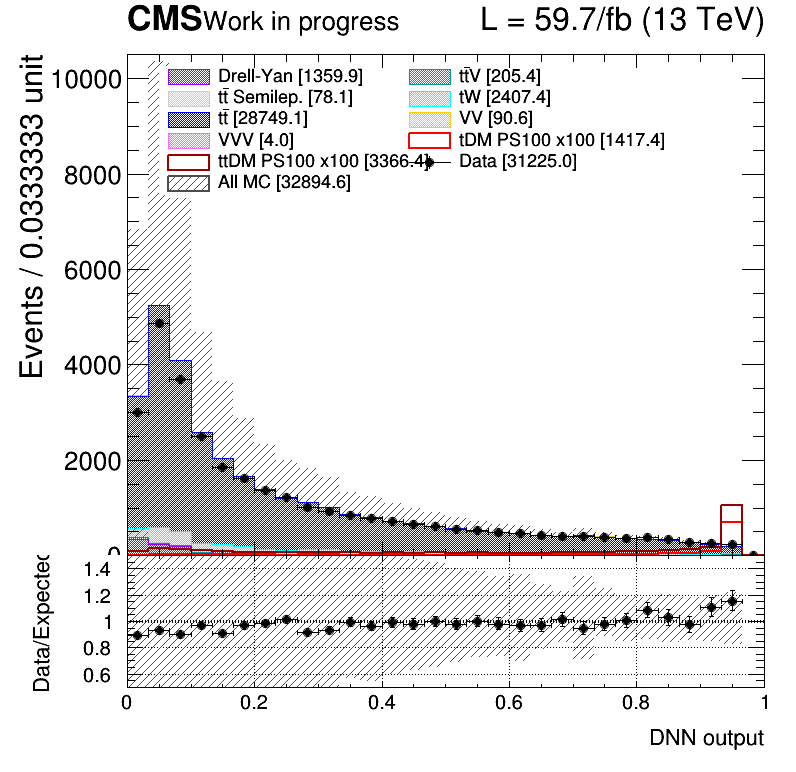 CMS Work in progress L = 59.7/fb (13 TeV)
Events / 0.0333333 unit
10000
8000
6000
4000
2000
0
Drell-Yan [1359.9] tt̄V [205.4]
tt̄ Semilep. [78.1] tW [2407.4]
tt̄ [28749.1] VV [90.6]
VVV [4.0] tDM PS100 x100 [1417.4]
ttDM PS100 x100 [3366.4] Data [31225.0]
All MC [32894.6]
Data/Expected
1.4
1.2
1
0.8
0.6
0 0.2 0.4 0.6 0.8 1
DNN output